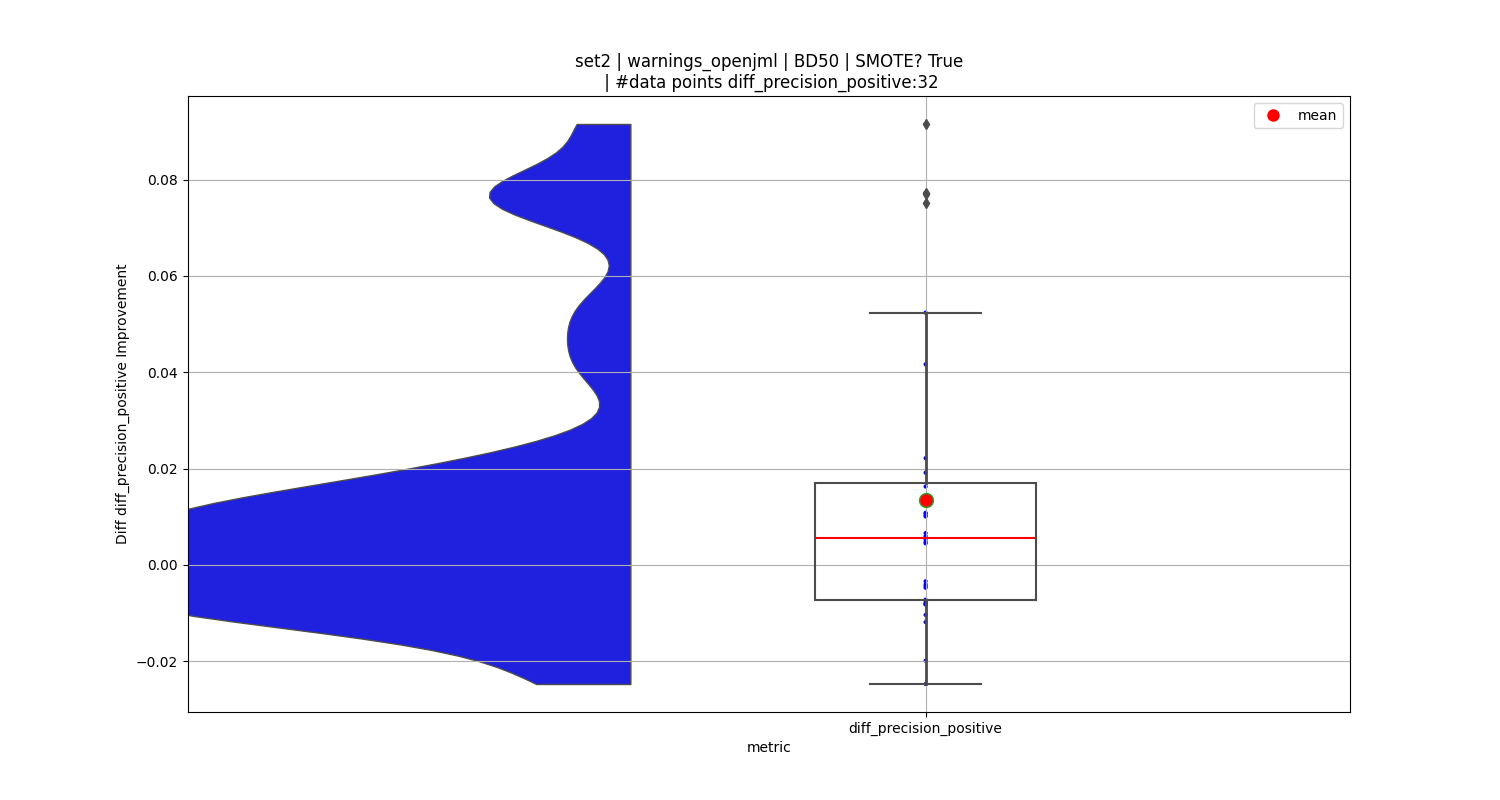 set2 | warnings_openjml | BD50 | SMOTE? True
| #data points diff_precision_positive:32
mean
0.08
0.06
0.04
0.02
0.00
−0.02
Diff diff_precision_positive Improvement
diff_precision_positive
metric